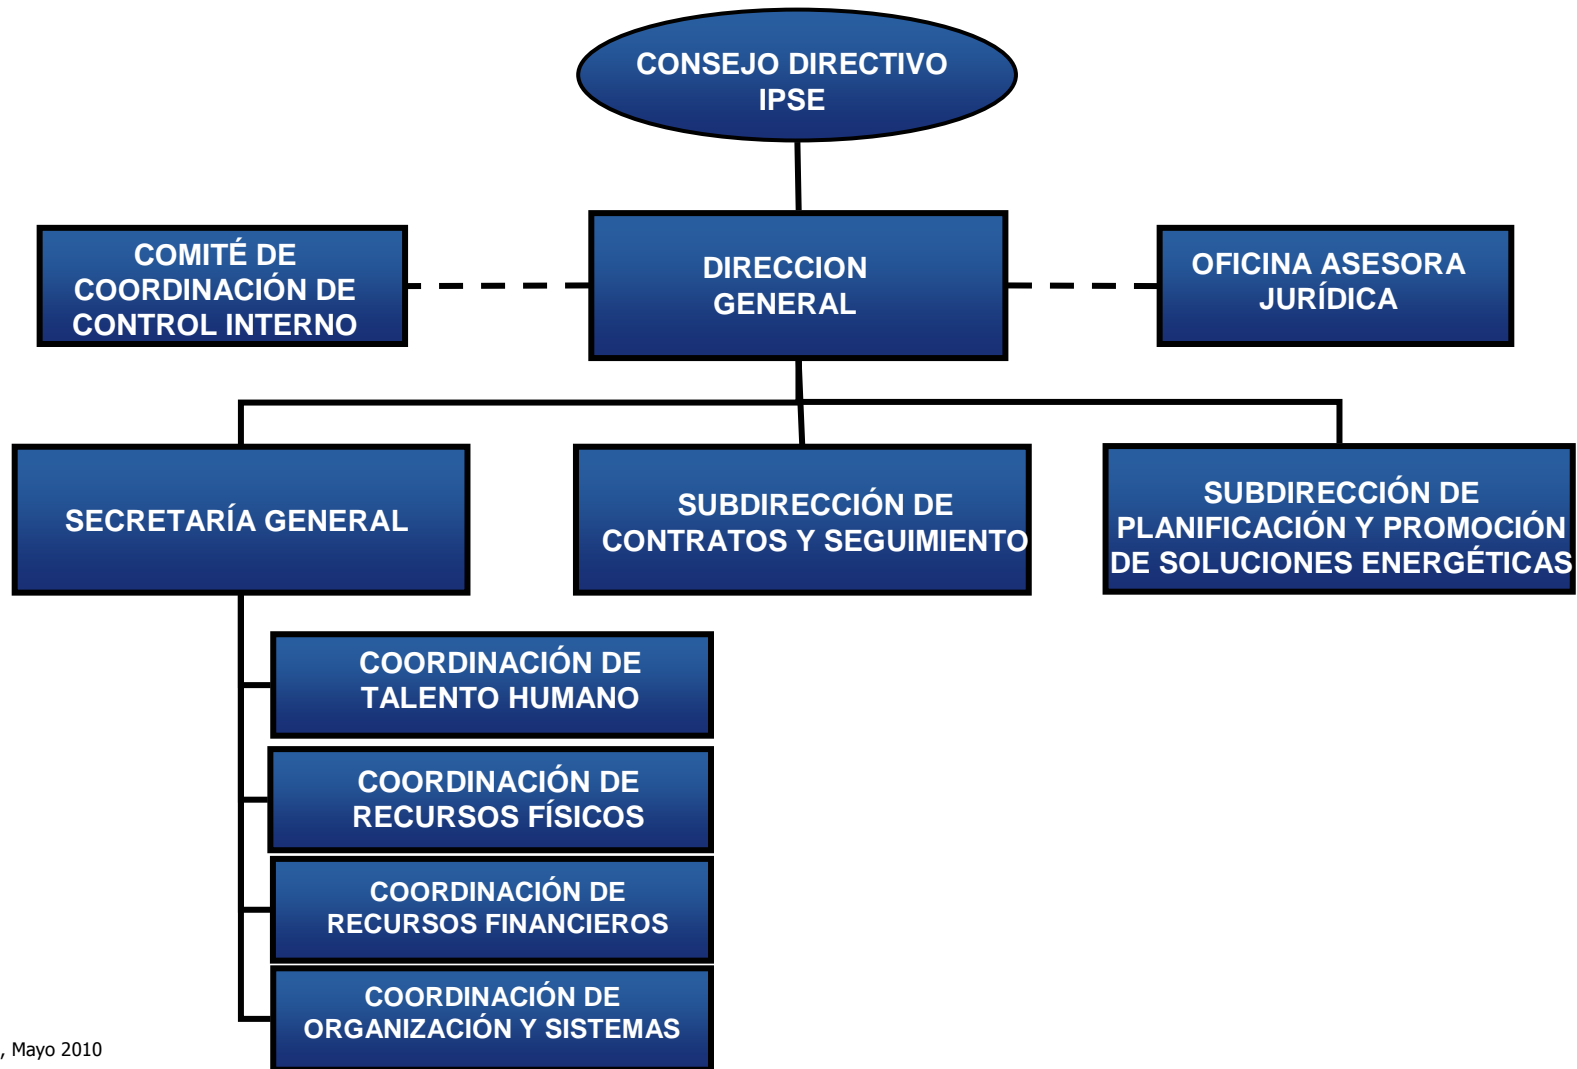 CONSEJO DIRECTIVO
IPSE
COMITÉ DE
COORDINACIÓN DE
CONTROL INTERNO
DIRECCION
GENERAL
OFICINA ASESORA
JURÍDICA
SECRETARÍA GENERAL
SUBDIRECCIÓN DE
CONTRATOS Y SEGUIMIENTO
SUBDIRECCIÓN DE
PLANIFICACIÓN Y PROMOCIÓN
DE SOLUCIONES ENERGÉTICAS
COORDINACIÓN DE
TALENTO HUMANO
COORDINACIÓN DE
RECURSOS FÍSICOS
COORDINACIÓN DE
RECURSOS FINANCIEROS
COORDINACIÓN DE
ORGANIZACIÓN Y SISTEMAS
, Mayo 2010